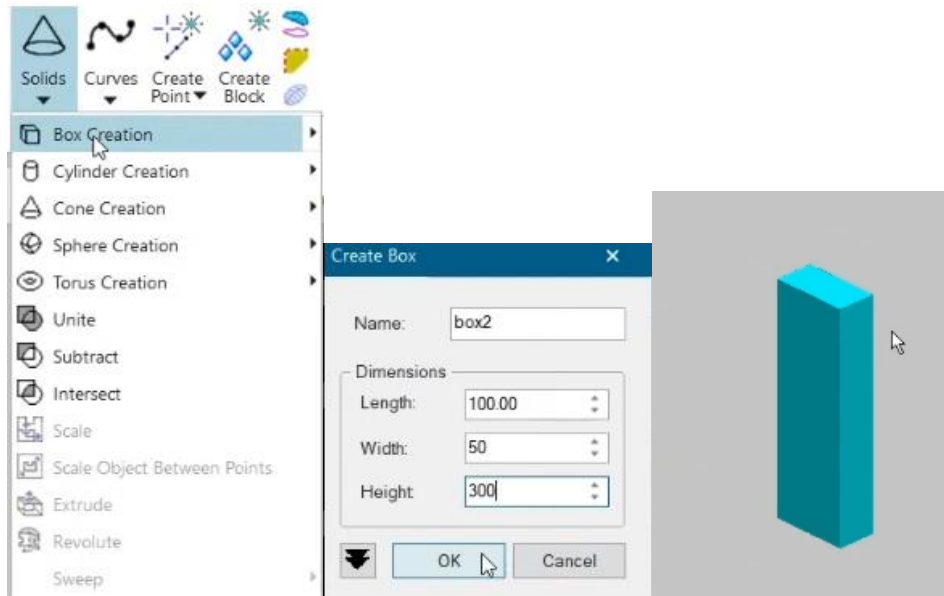 Solids Curves Create Create
Point Block
Box Creation
Cylinder Creation
Cone Creation
Sphere Creation
Torus Creation
Unite
Subtract
Intersect
Scale
Scale Object Between Points
Extrude
Revolute
Sweep
Create Box
Name: box2
Dimensions
Length: 100.00
Width: 50
Height: 300
OK Cancel